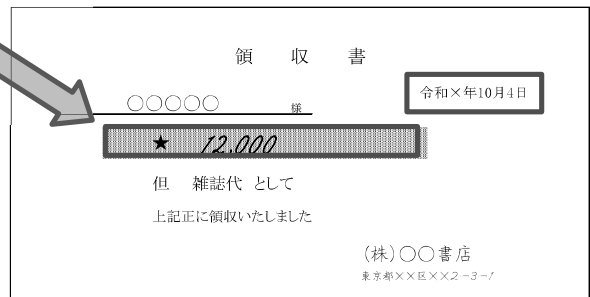 領 収 書
令和×年10月4日
○○○○○ 様
★ 12,000
但 雑誌代 として
上記正に領収いたしました
(株)○○書店
東京都××区××2-3-1